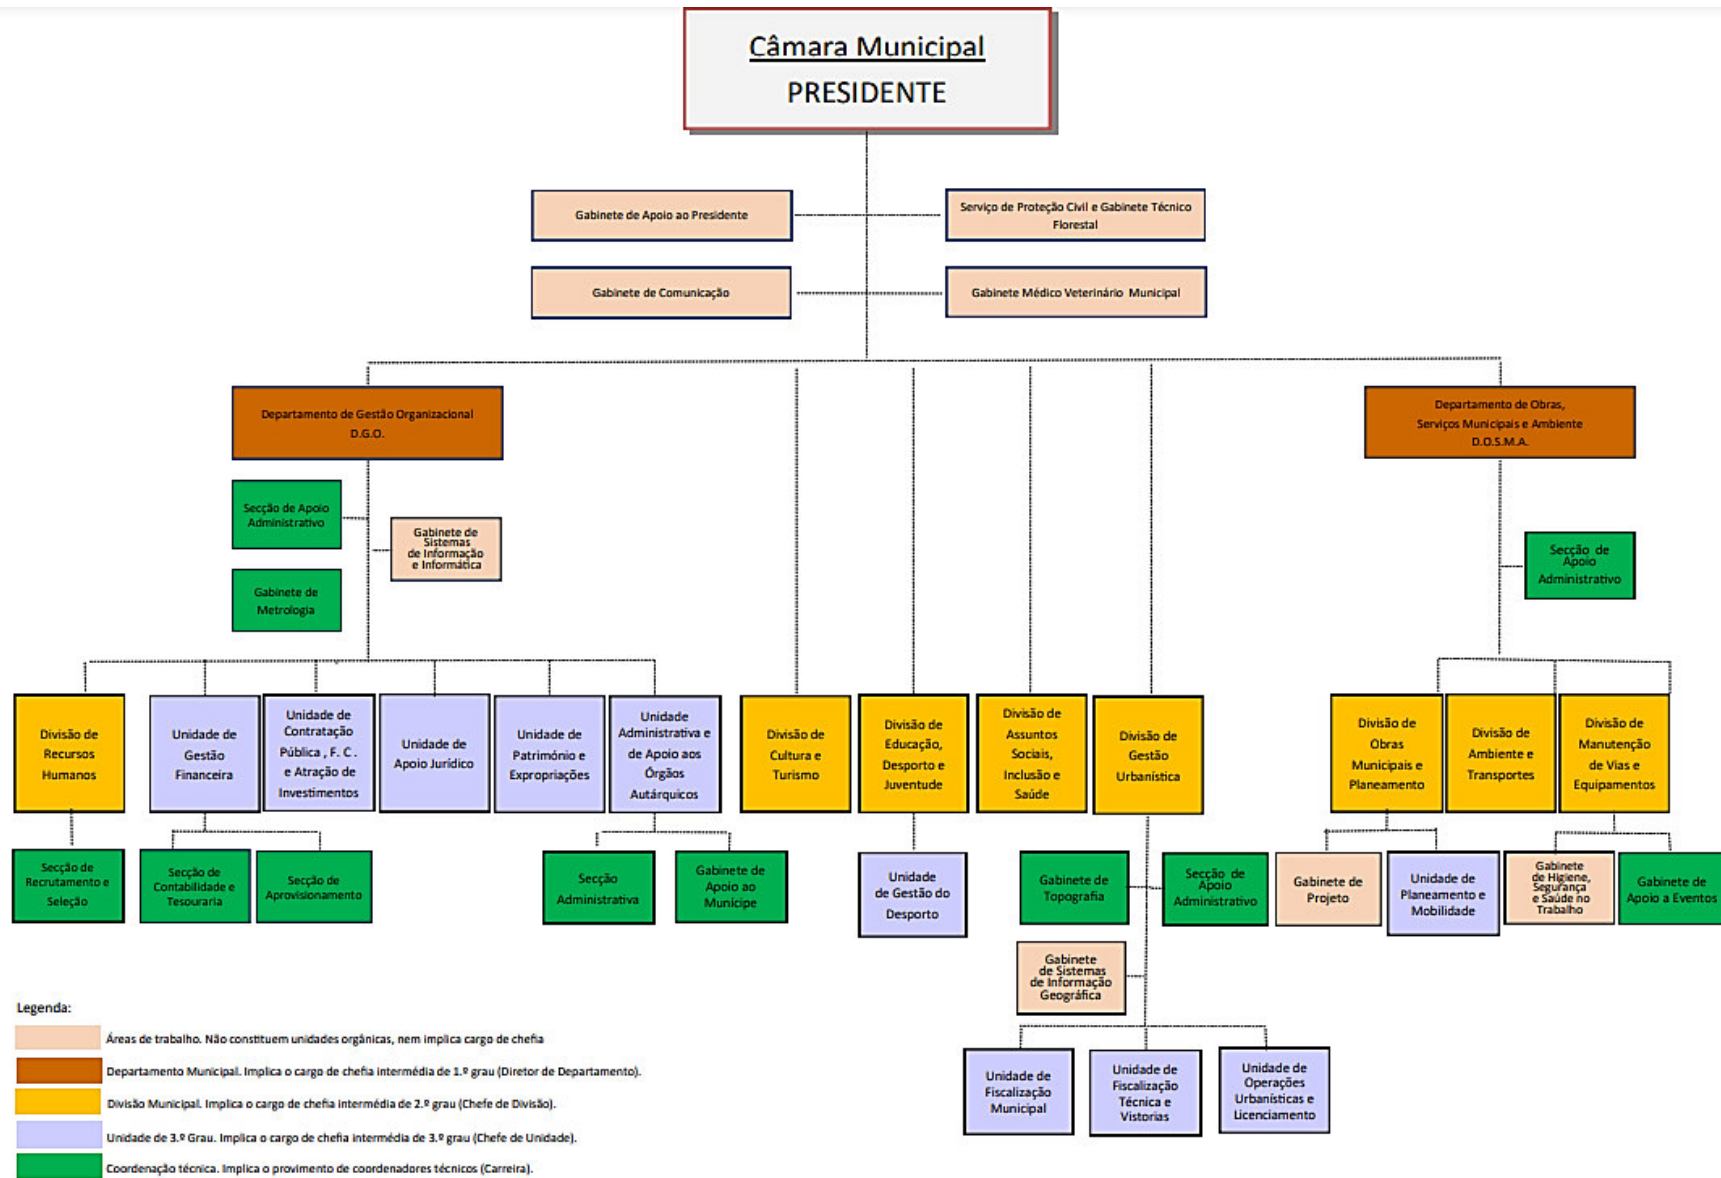 Câmara Municipal
PRESIDENTE
Gabinete de Apoio ao Presidente
Serviço de Proteção Civil e Gabinete Técnico
Florestal
Gabinete de Comunicação
Gabinete Médico Veterinário Municipal
Departamento de Gestão Organizacional
D.G.O.
Departamento de Obras,
Serviços Municipais e Ambiente
D.O.S.M.A.
Secção de Apoio
Administrativo
Gabinete de
Sistemas
de Informação
e Informática
Gabinete de
Metrologia
Secção de
Apoio
Administrativo
Divisão de
Recursos
Humanos
Unidade de
Gestão
Financeira
Unidade de
Contratação
Pública , F. C .
e Atração de
Investimentos
Unidade de
Apoio Jurídico
Unidade de
Património e
Expropriações
Unidade
Administrativa e
de Apoio aos
Órgãos
Autárquicos
Divisão de
Cultura e
Turismo
Divisão de
Educação,
Desporto e
Juventude
Divisão de
Assuntos
Sociais,
Inclusão e
Saúde
Divisão de
Gestão
Urbanística
Divisão de
Obras
Municipais e
Planeamento
Divisão de
Ambiente e
Transportes
Divisão de
Manutenção
de Vias e
Equipamentos
Secção de
Recrutamento e
Seleção
Secção de
Contabilidade e
Tesouraria
Secção de
Aprovisionamento
Secção
Administrativa
Gabinete de
Apoio ao
Munícipe
Unidade
de Gestão do
Desporto
Gabinete de
Topografia
Secção de
Apoio
Administrativo
Gabinete de
Projeto
Unidade de
Planeamento e
Mobilidade
Gabinete
de Higiene,
Segurança
e Saúde no
Trabalho
Gabinete de
Apoio a Eventos
Gabinete
de Sistemas
de Informação
Geográfica
Unidade de
Fiscalização
Municipal
Unidade de
Fiscalização
Técnica e
Vistorias
Unidade de
Operações
Urbanísticas e
Licenciamento
Legenda:
Áreas de trabalho. Não constituem unidades orgânicas, nem implica cargo de chefia
Departamento Municipal. Implica o cargo de chefia intermédia de 1.º grau (Diretor de Departamento).
Divisão Municipal. Implica o cargo de chefia intermédia de 2.º grau (Chefe de Divisão).
Unidade de 3.º Grau. Implica o cargo de chefia intermédia de 3.º grau (Chefe de Unidade).
Coordenação técnica. Implica o provimento de coordenadores técnicos (Carreira).